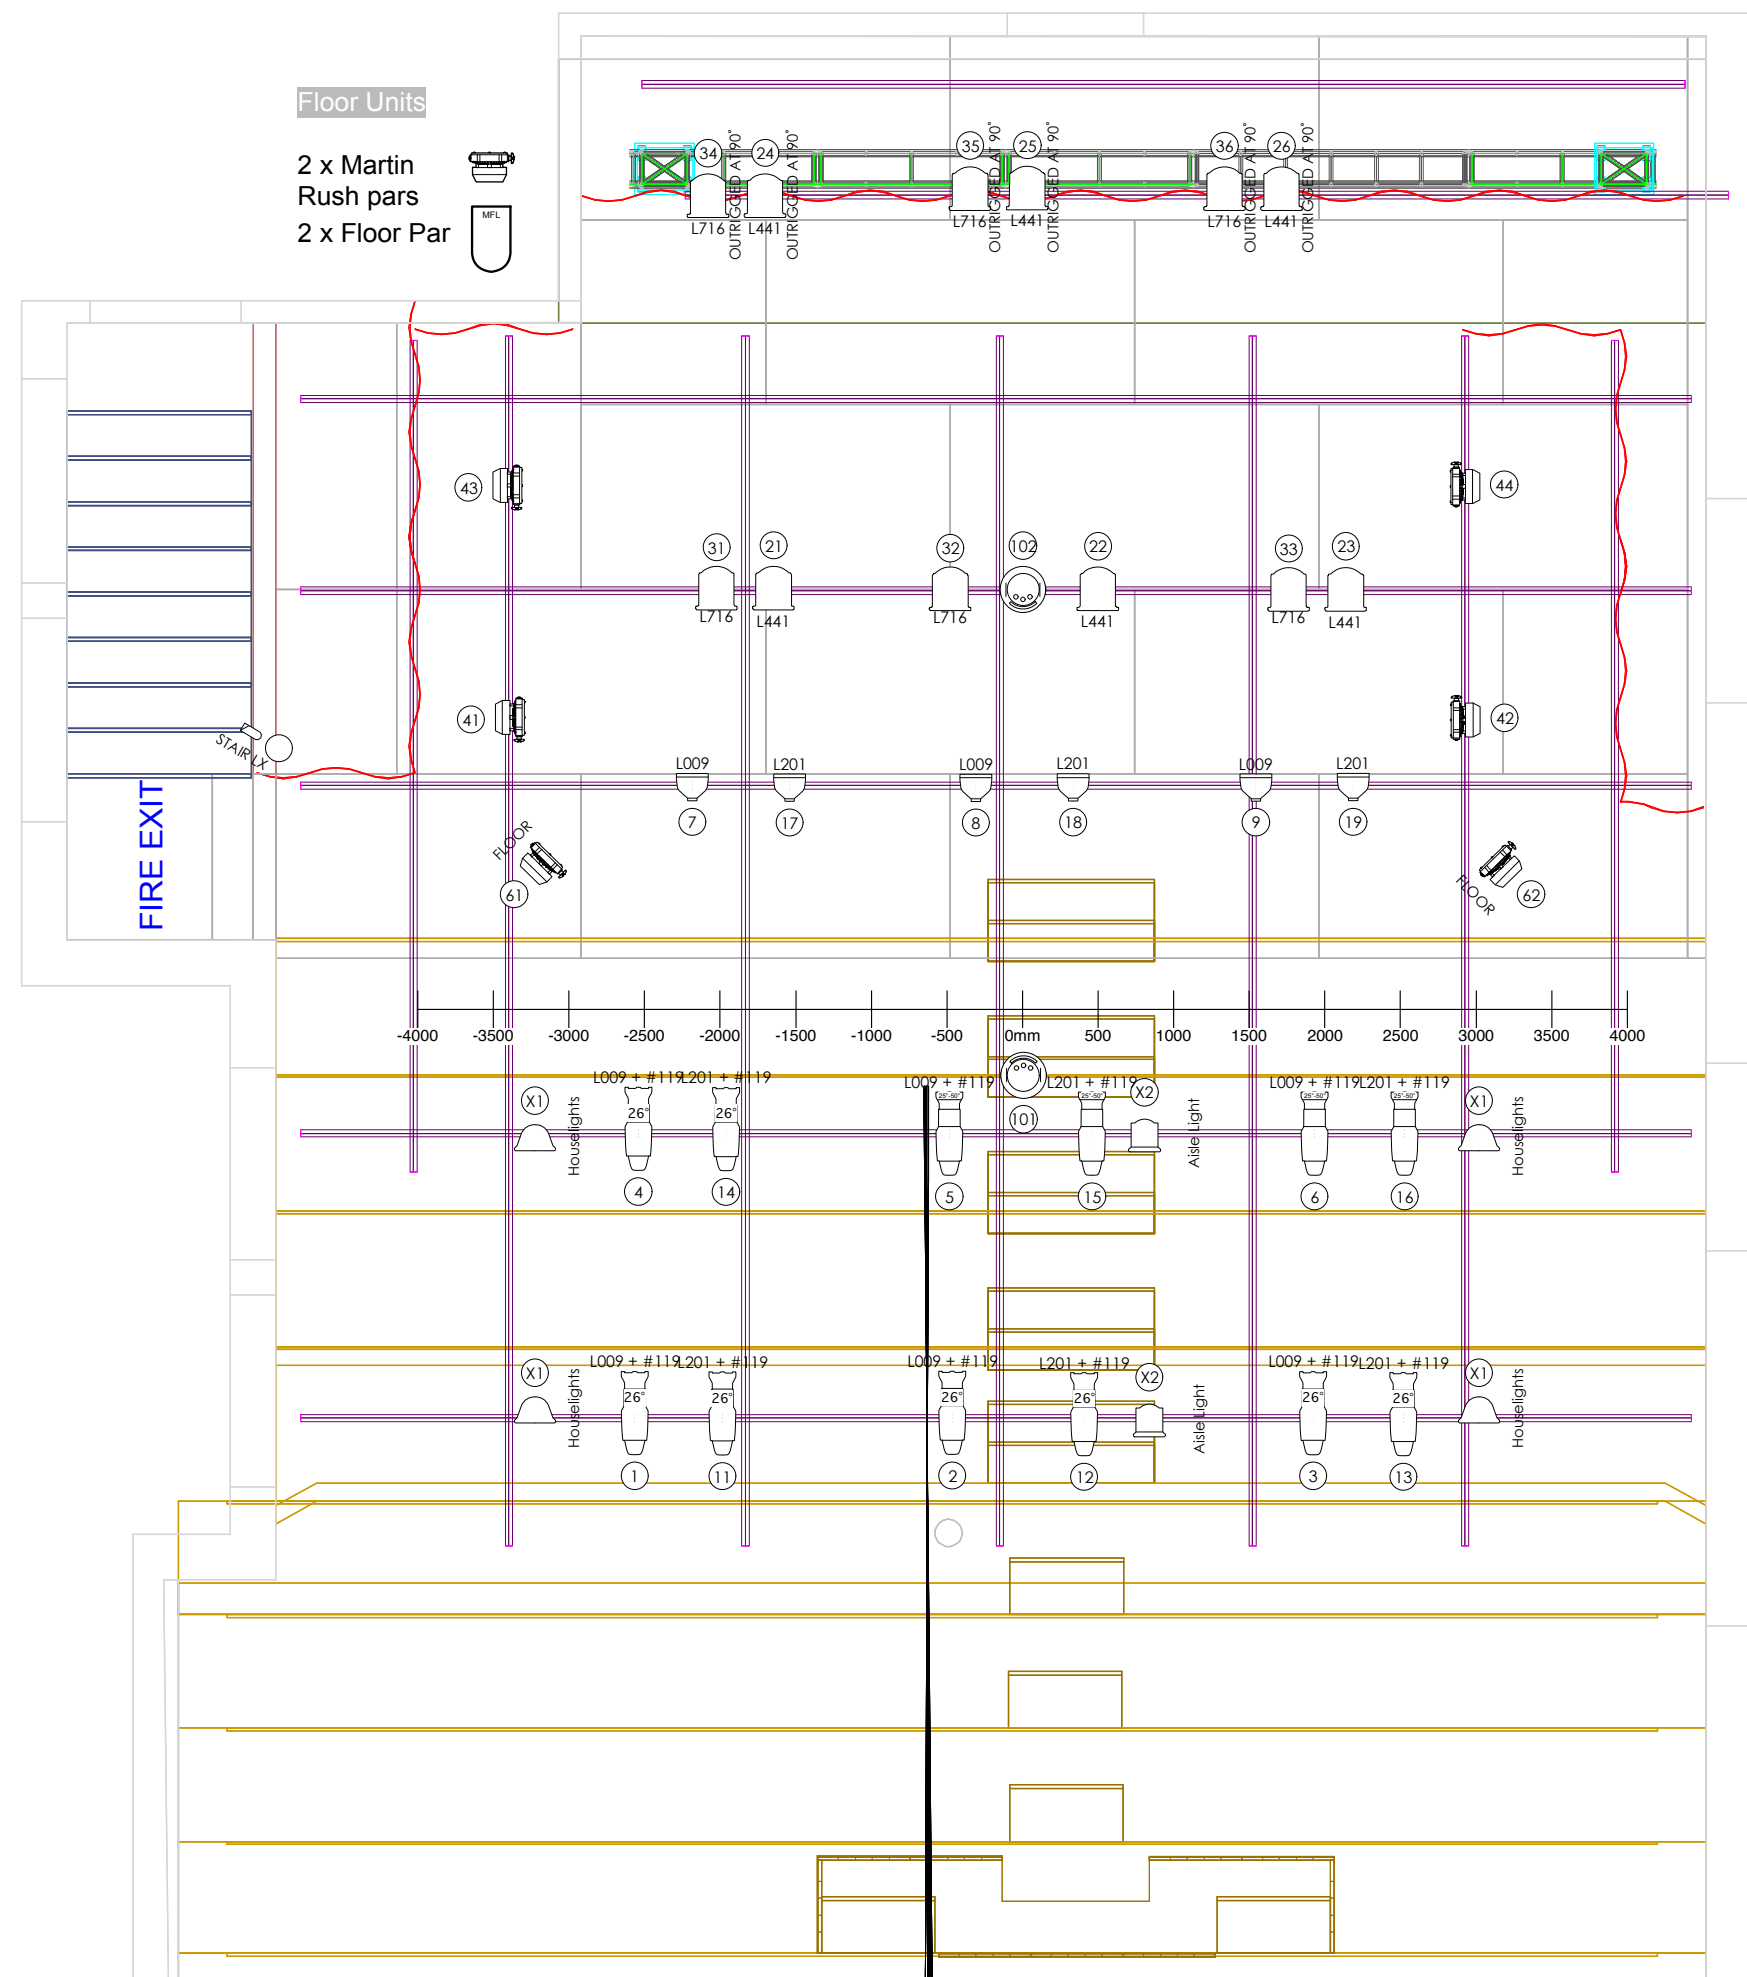 Floor Units
2 x Martin
Rush pars
2 x Floor Par
MFL
34 24 35 25 36 26
OUTRIGGED AT 90°
OUTRIGGED AT 90°
OUTRIGGED AT 90°
OUTRIGGED AT 90°
OUTRIGGED AT 90°
OUTRIGGED AT 90°
L716 L441 L716 L441 L716 L441
43 44
31 21 32 102 22 33 23
L716 L441 L716 L441 L716 L441
41 42
STAIR LX
L009 L201 L009 L201 L009 L201
7 17 8 18 9 19
FIRE EXIT
FLOOR
61
FLOOR
62
-4000 -3500 -3000 -2500 -2000 -1500 -1000 -500 0mm 500 1000 1500 2000 2500 3000 3500 4000
L009 + #119 L201 + #119 L009 + #119 L201 + #119 L009 + #119 L201 + #119
X1 26° 26° 25°-50° 25°-50° X2 25°-50° 25°-50° X1
101
Houselights
Aisle Light
Houselights
4 14 5 15 6 16
L009 + #119 L201 + #119 L009 + #119 L201 + #119 L009 + #119 L201 + #119
X1 26° 26° 26° 26° X2 26° 26° X1
Houselights
Aisle Light
Houselights
1 11 2 12 3 13